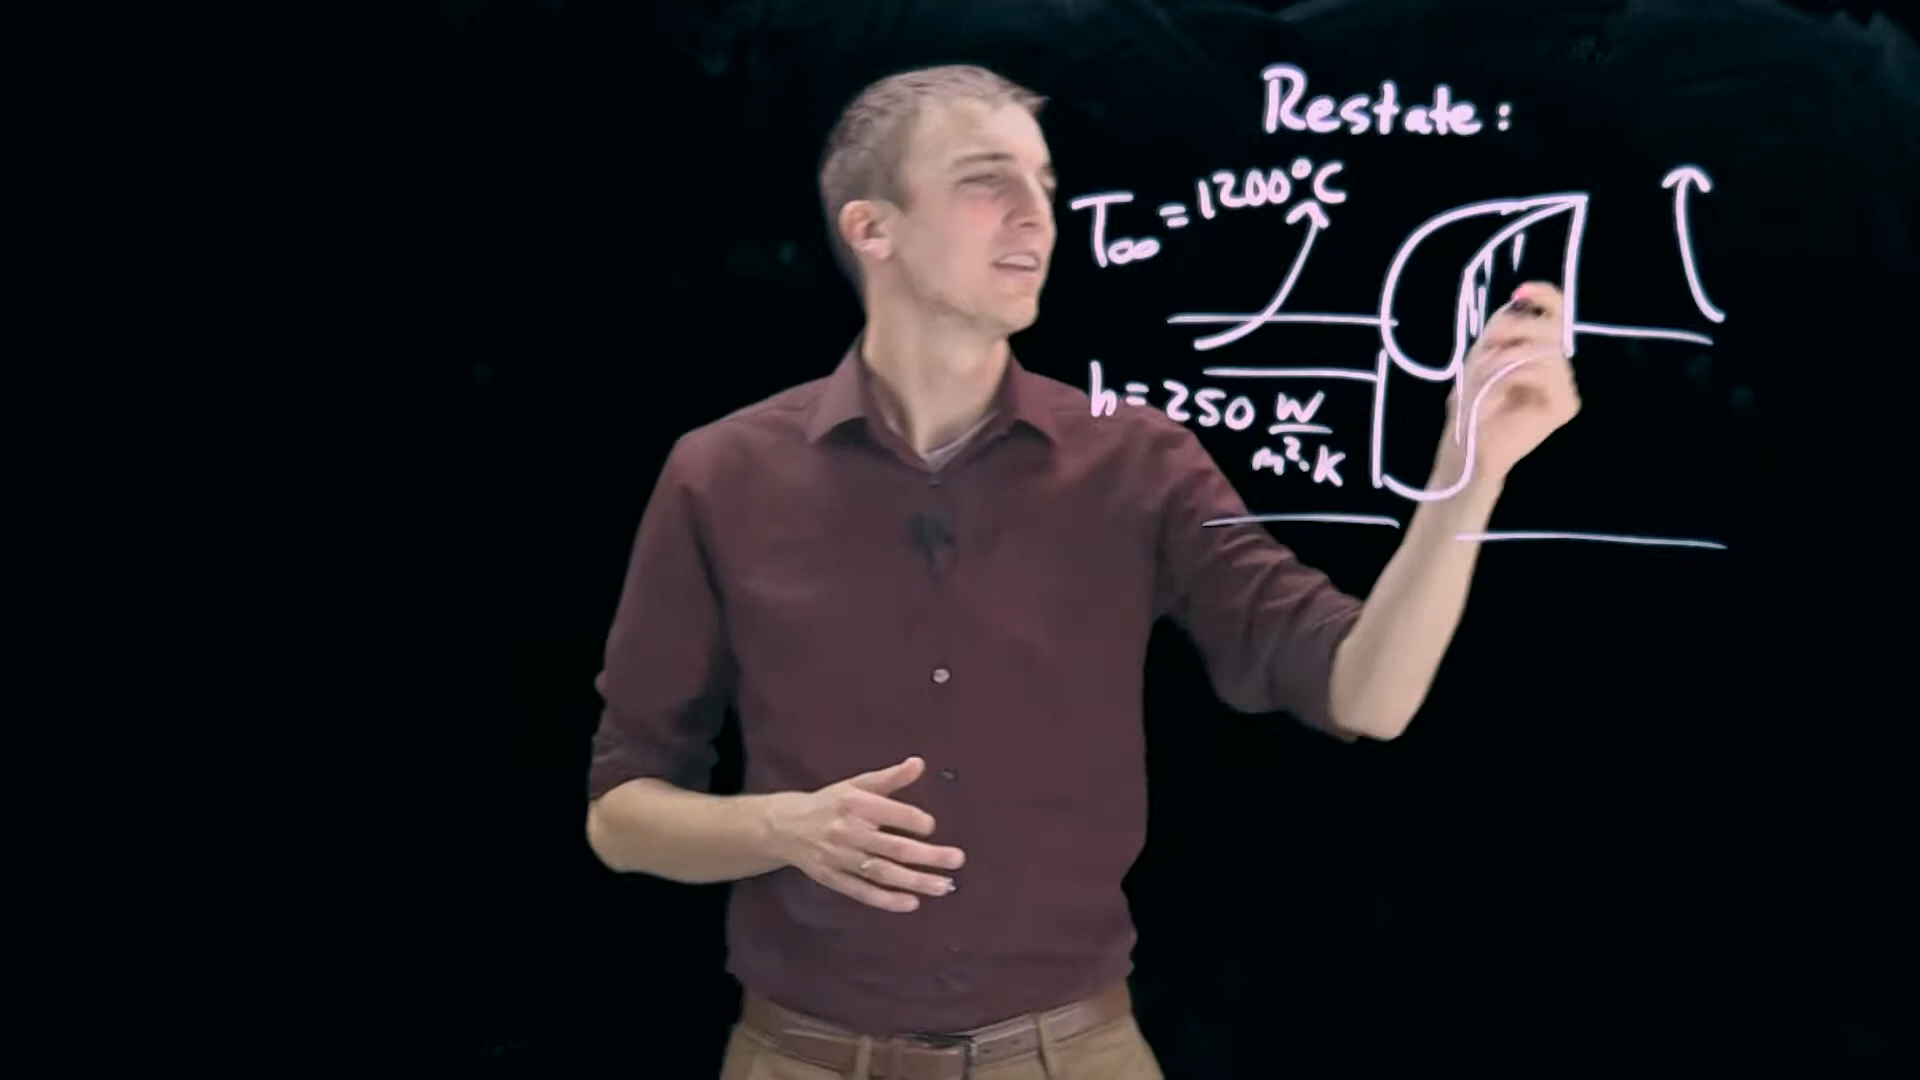 Restate:
T∞ = 1200°C
h = 250 W/m²·K